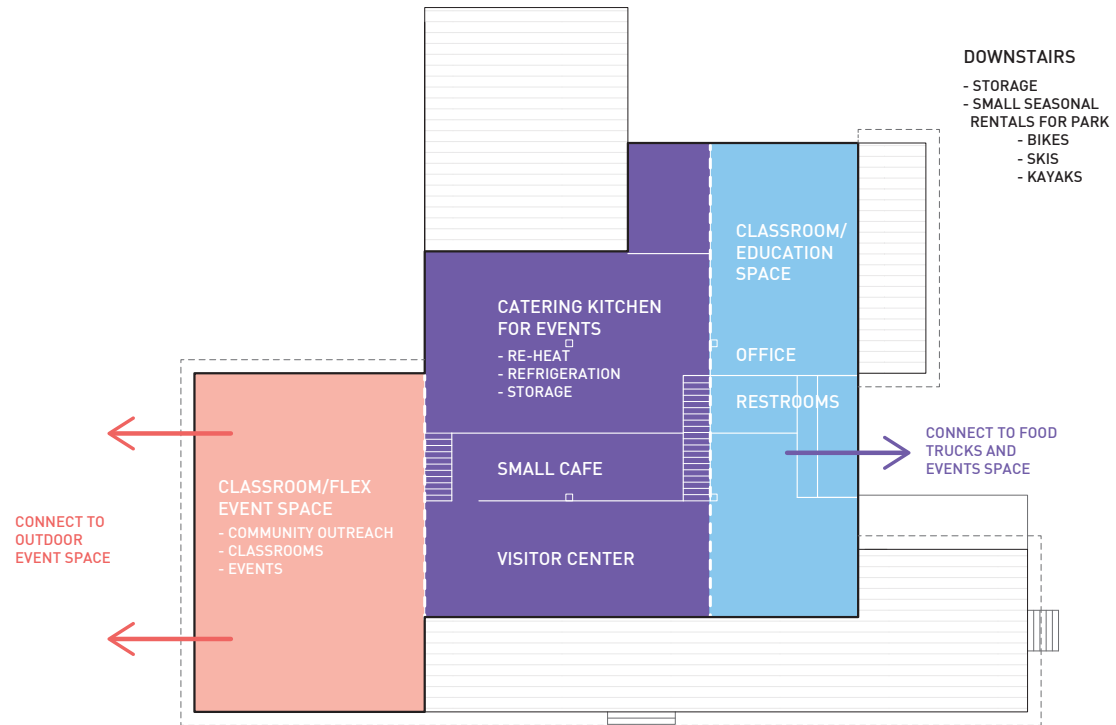 DOWNSTAIRS
- STORAGE
- SMALL SEASONAL
RENTALS FOR PARK
- BIKES
- SKIS
- KAYAKS
CLASSROOM/
EDUCATION
SPACE
CATERING KITCHEN
FOR EVENTS
- RE-HEAT
- REFRIGERATION
- STORAGE
OFFICE
RESTROOMS
CONNECT TO FOOD
TRUCKS AND
EVENTS SPACE
SMALL CAFE
CLASSROOM/FLEX
EVENT SPACE
- COMMUNITY OUTREACH
- CLASSROOMS
- EVENTS
CONNECT TO
OUTDOOR
EVENT SPACE
VISITOR CENTER